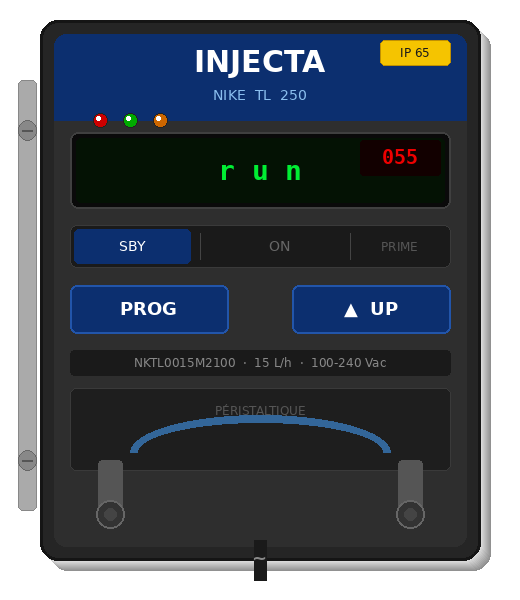 INJECTA
IP 65
NIKE TL 250
055
r u n
SBY ON PRIME
PROG ▲ UP
NKTL0015M2100 · 15 L/h · 100-240 Vac
PÉRISTALTIQUE
~